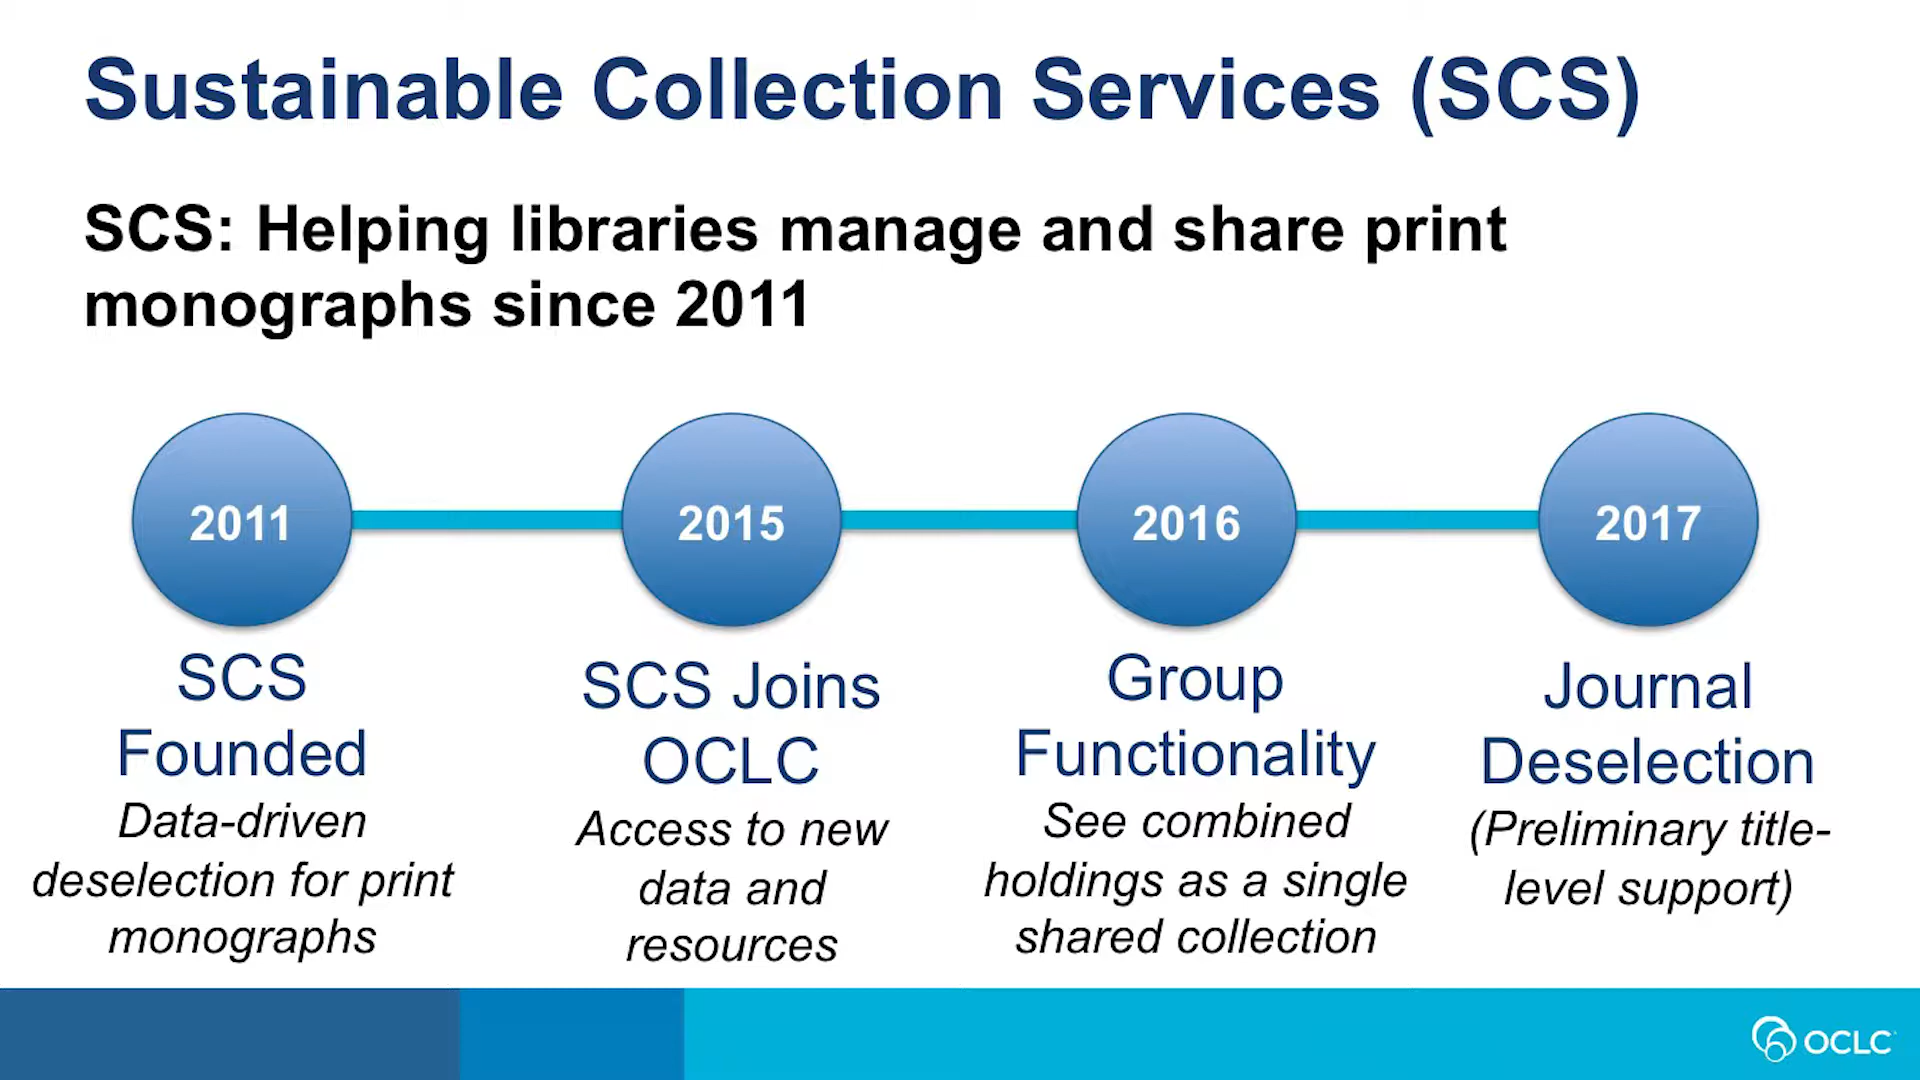 Sustainable Collection Services (SCS)
SCS: Helping libraries manage and share print
monographs since 2011
2011
2015
2016
2017
SCS
Founded
Data-driven
deselection for print
monographs
SCS Joins
OCLC
Access to new
data and
resources
Group
Functionality
See combined
holdings as a single
shared collection
Journal
Deselection
(Preliminary title-
level support)
OCLC